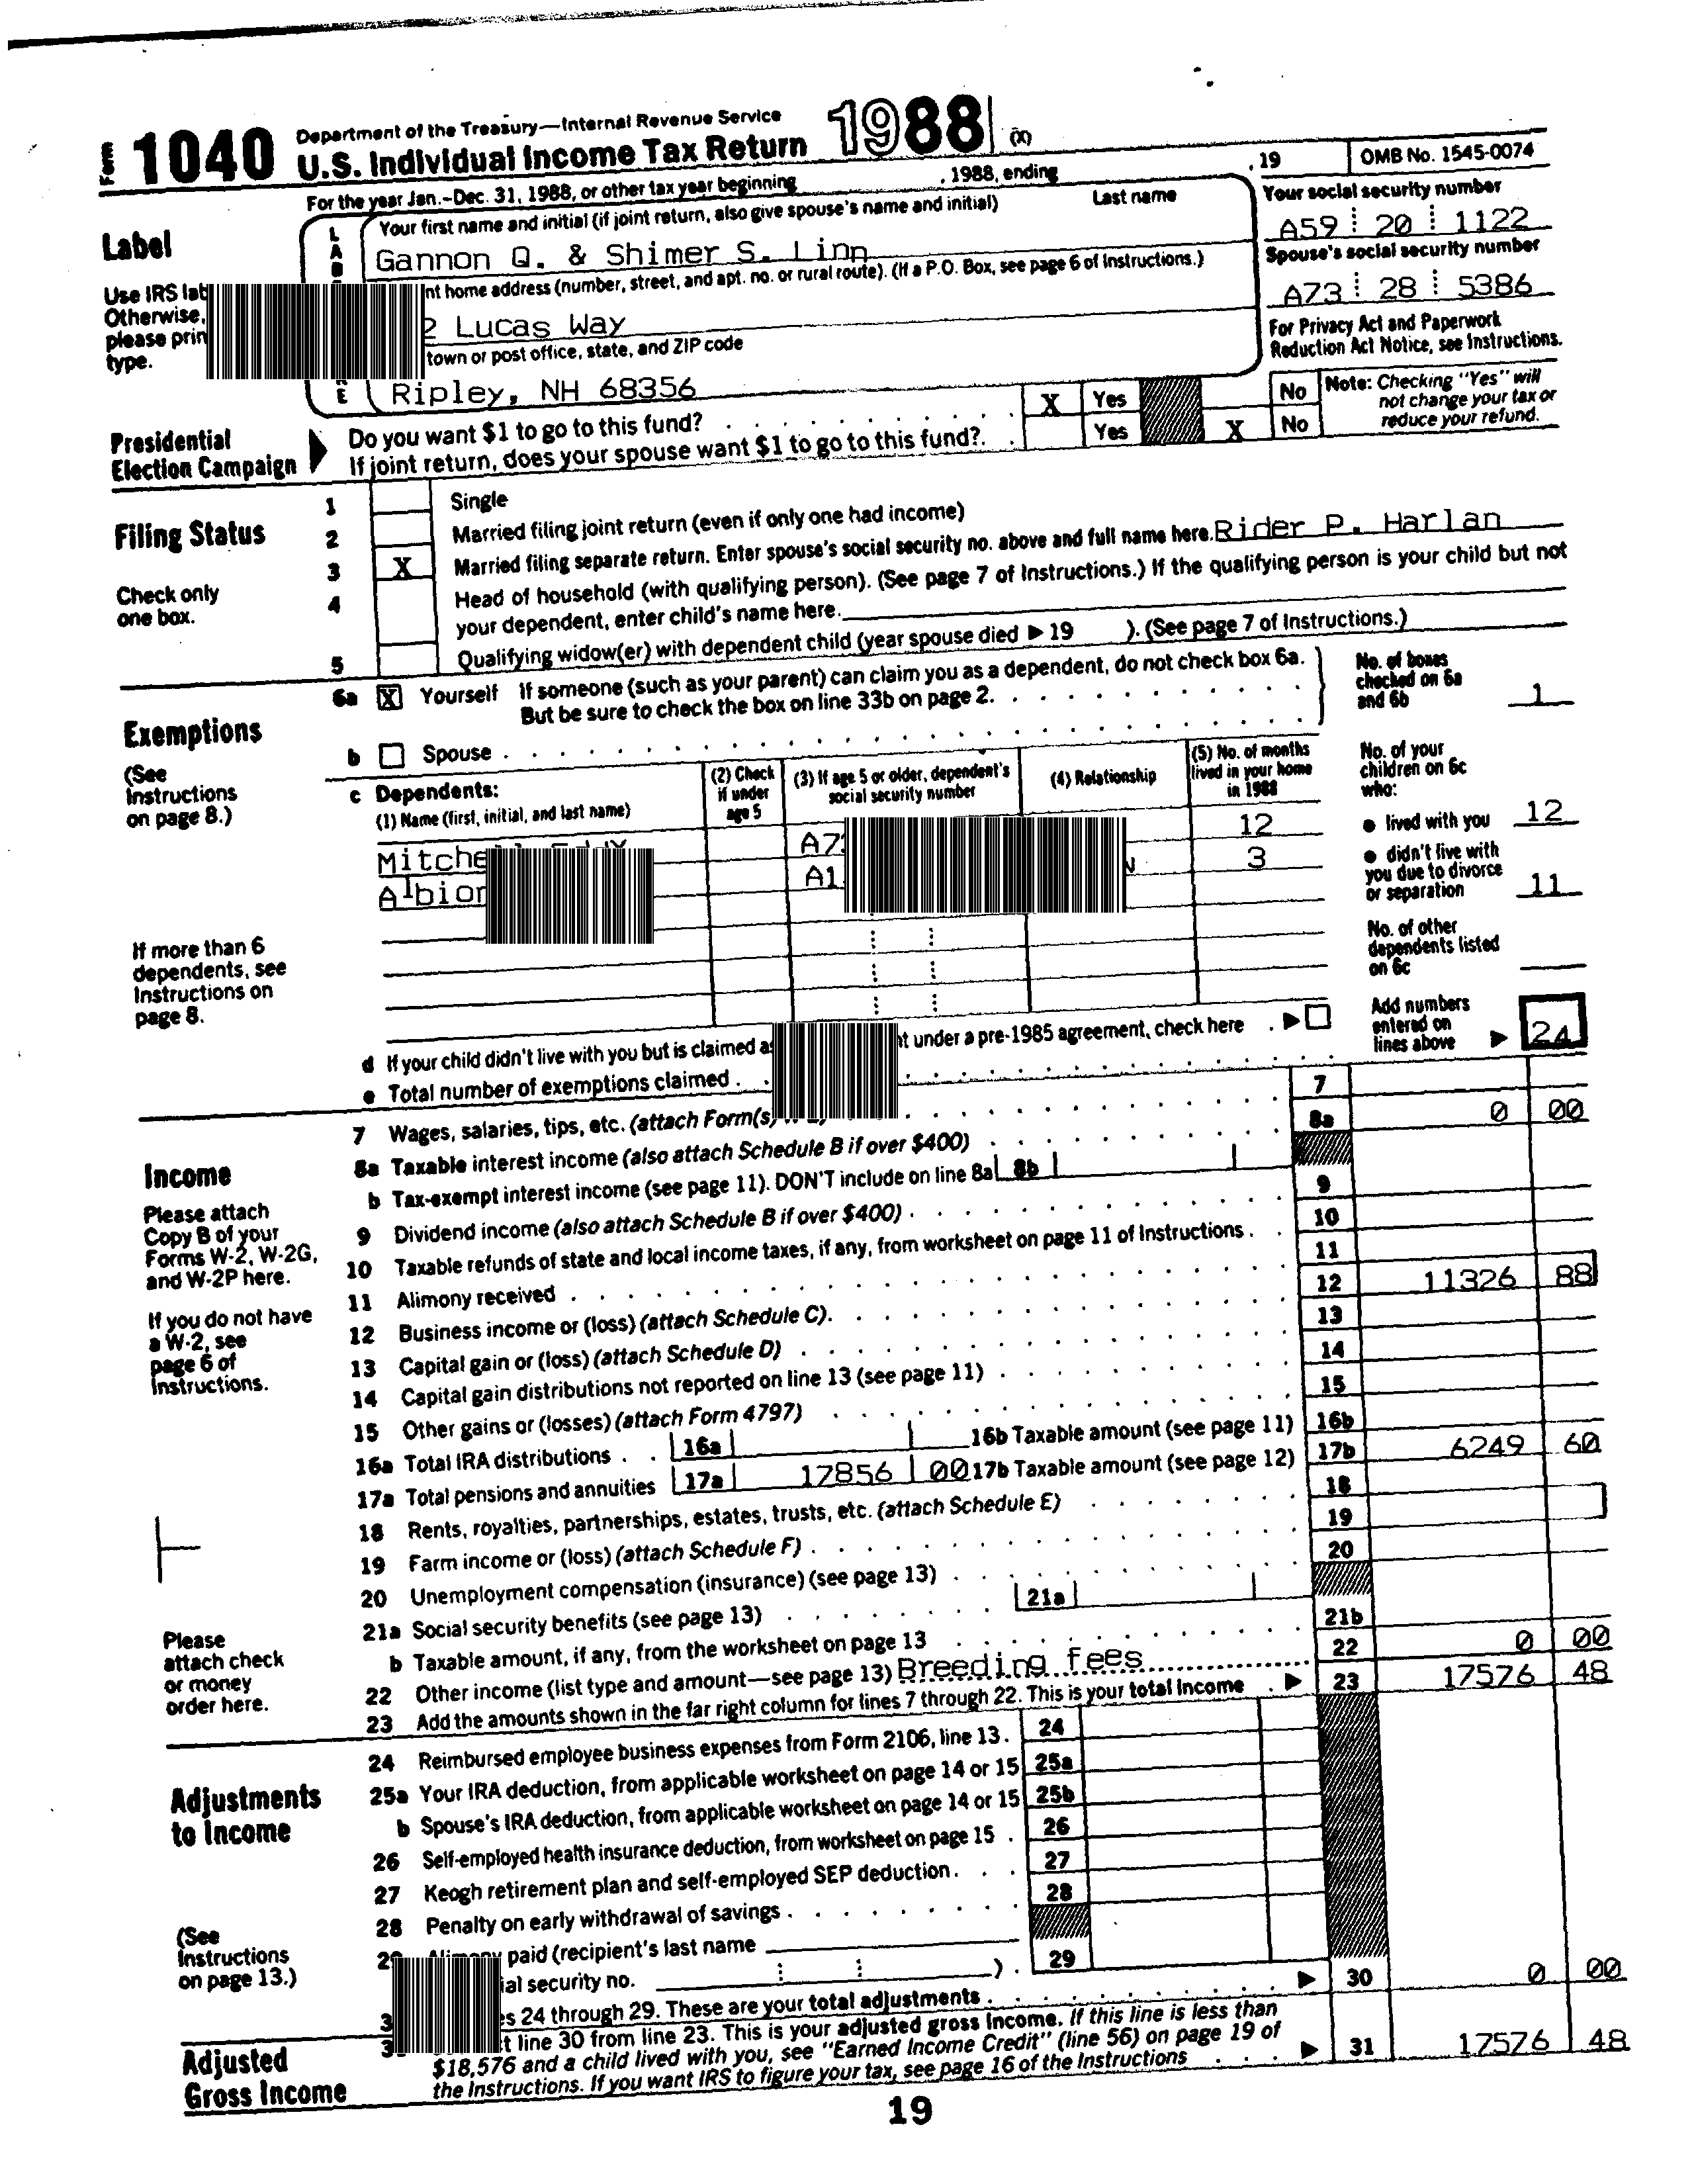 Form 1040 Department of the Treasury—Internal Revenue Service
U.S. Individual Income Tax Return 1988 (X)
For the year Jan.–Dec. 31, 1988, or other tax year beginning , 1988, ending , 19 OMB No. 1545-0074
Label
Use IRS
Otherwise,
please
type.
L
A
Your first name and initial (if joint return, also give spouse's name and initial) Last name
Gannon Q. & Shimer S. Linn
home address (number, street, and apt. no. or rural route). (If a P.O. Box, see page 6 of Instructions.)
Lucas Way
town or post office, state, and ZIP code
E Ripley, NH 68356
Your social security number
A59 20 1122
Spouse's social security number
A73 28 5386
For Privacy Act and Paperwork
Reduction Act Notice, see Instructions.
Presidential
Election Campaign
Do you want $1 to go to this fund? X Yes No
If joint return, does your spouse want $1 to go to this fund? Yes X No
Note: Checking "Yes" will
not change your tax or
reduce your refund.
Filing Status
Check only
one box.
1 Single
2 Married filing joint return (even if only one had income)
3 X Married filing separate return. Enter spouse's social security no. above and full name here. Rider P. Harlan
4 Head of household (with qualifying person). (See page 7 of Instructions.) If the qualifying person is your child but not
your dependent, enter child's name here.
5 Qualifying widow(er) with dependent child (year spouse died ▶ 19 ). (See page 7 of Instructions.)
Exemptions
(See
Instructions
on page 8.)
If more than 6
dependents, see
Instructions on
page 8.
6a X Yourself If someone (such as your parent) can claim you as a dependent, do not check box 6a.
But be sure to check the box on line 33b on page 2.
b Spouse
c Dependents:
(1) Name (first, initial, and last name)
(2) Check
if under
age 5
(3) If age 5 or older, dependent's
social security number
(4) Relationship
(5) No. of months
lived in your home
in 1988
12
A1 3
d If your child didn't live with you but is claimed under a pre-1985 agreement, check here ▶
e Total number of exemptions claimed
No. of boxes
checked on 6a
and 6b 1
No. of your
children on 6c
who:
● lived with you 12
● didn't live with
you due to divorce
or separation 11
No. of other
dependents listed
on 6c
Add numbers
entered on
lines above ▶ 24
Income
Please attach
Copy B of your
Forms W-2, W-2G,
and W-2P here.
If you do not have
a W-2, see
page 6 of
Instructions.
Please
attach check
or money
order here.
7 Wages, salaries, tips, etc. (attach Form(s) 7
8a Taxable interest income (also attach Schedule B if over $400) 8a 0 00
b Tax-exempt interest income (see page 11). DON'T include on line 8a 8b
9 Dividend income (also attach Schedule B if over $400) 9
10 Taxable refunds of state and local income taxes, if any, from worksheet on page 11 of Instructions 10
11 Alimony received 11
12 Business income or (loss) (attach Schedule C) 12 11326 88
13 Capital gain or (loss) (attach Schedule D) 13
14 Capital gain distributions not reported on line 13 (see page 11) 14
15 Other gains or (losses) (attach Form 4797) 15
16a Total IRA distributions 16a 16b Taxable amount (see page 11) 16b
17a Total pensions and annuities 17a 17856 00 17b Taxable amount (see page 12) 17b 6249 60
18 Rents, royalties, partnerships, estates, trusts, etc. (attach Schedule E) 18
19 Farm income or (loss) (attach Schedule F) 19
20 Unemployment compensation (insurance) (see page 13) 20
21a Social security benefits (see page 13) 21a
b Taxable amount, if any, from the worksheet on page 13 21b
22 Other income (list type and amount—see page 13) Breeding fees 22 0 00
23 Add the amounts shown in the far right column for lines 7 through 22. This is your total income ▶ 23 17576 48
Adjustments
to Income
(See
Instructions
on page 13.)
24 Reimbursed employee business expenses from Form 2106, line 13. 24
25a Your IRA deduction, from applicable worksheet on page 14 or 15 25a
b Spouse's IRA deduction, from applicable worksheet on page 14 or 15 25b
26 Self-employed health insurance deduction, from worksheet on page 15 26
27 Keogh retirement plan and self-employed SEP deduction 27
28 Penalty on early withdrawal of savings 28
paid (recipient's last name
security no. ) 29
24 through 29. These are your total adjustments ▶ 30 0 00
Adjusted
Gross Income
line 30 from line 23. This is your adjusted gross income. If this line is less than
$18,576 and a child lived with you, see "Earned Income Credit" (line 56) on page 19 of
the Instructions. If you want IRS to figure your tax, see page 16 of the Instructions ▶ 31 17576 48
19